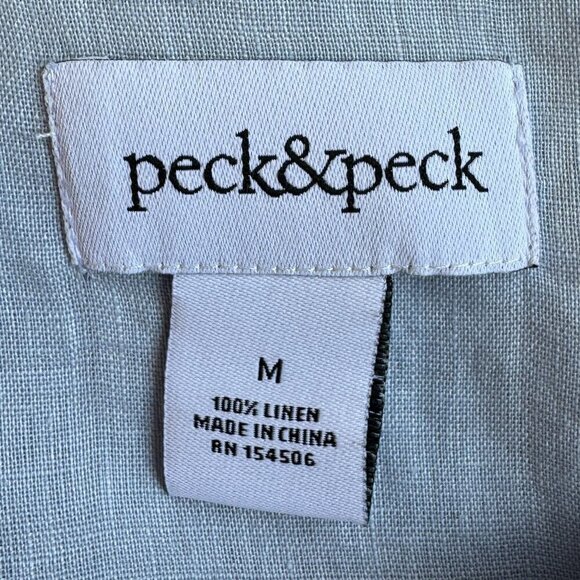 peck&peck
M
100% LINEN
MADE IN CHINA
RN 154506